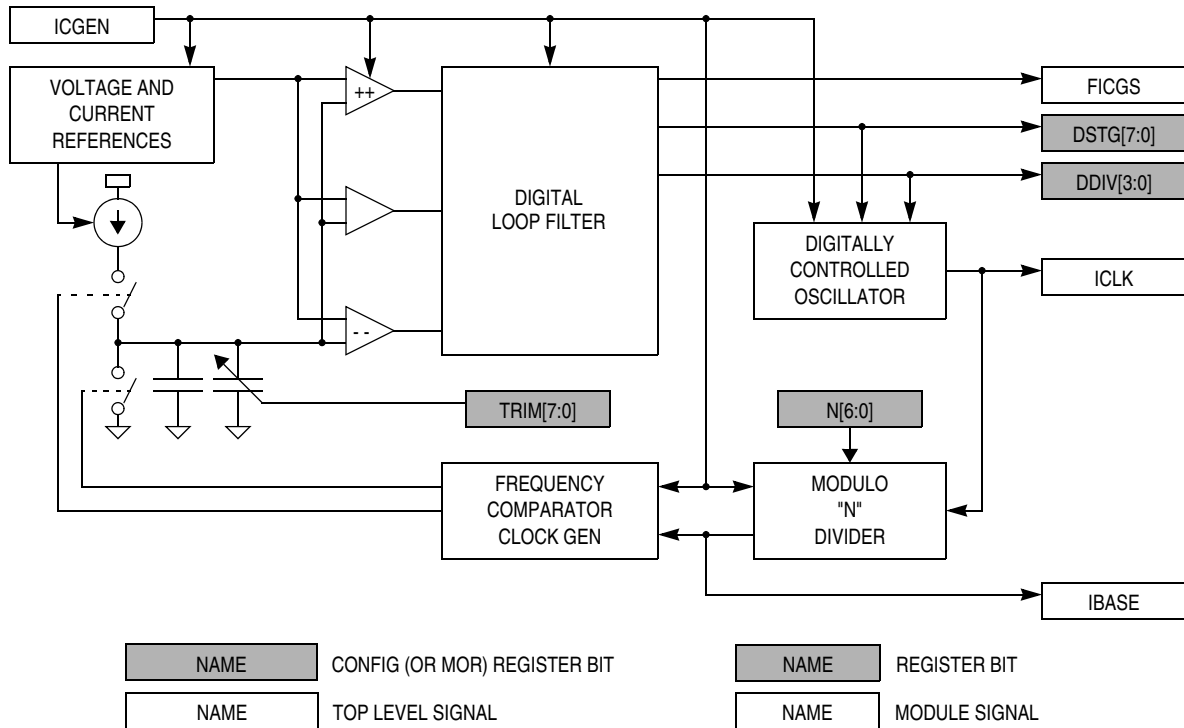 ICGEN
VOLTAGE AND
CURRENT
REFERENCES
++
- -
DIGITAL
LOOP FILTER
FICGS
DSTG[7:0]
DDIV[3:0]
DIGITALLY
CONTROLLED
OSCILLATOR
ICLK
TRIM[7:0]
N[6:0]
FREQUENCY
COMPARATOR
CLOCK GEN
MODULO
"N"
DIVIDER
IBASE
NAME CONFIG (OR MOR) REGISTER BIT
NAME REGISTER BIT
NAME TOP LEVEL SIGNAL
NAME MODULE SIGNAL